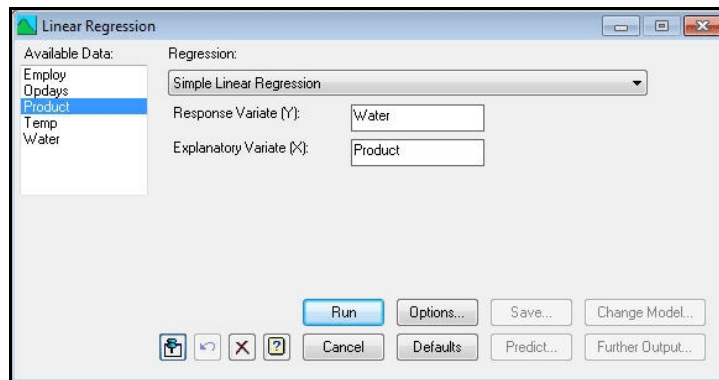 Linear Regression
Available Data:
Employ
Opdays
Product
Temp
Water
Regression:
Simple Linear Regression
Response Variate (Y):
Water
Explanatory Variate (X):
Product
Run
Options...
Save...
Change Model...
Cancel
Defaults
Predict...
Further Output...